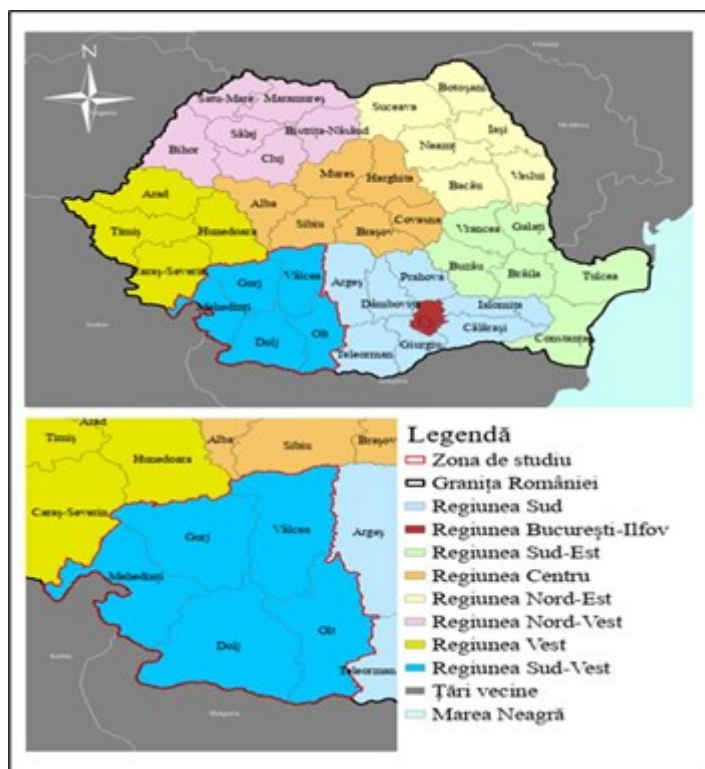 N
Satu-Mare
Maramureș
Botoșani
Suceava
Sălaj
Bistrița-Năsăud
Iași
Bihor
Cluj
Neamț
Moldova
Mureș
Harghita
Bacău
Vaslui
Arad
Alba
Timiș
Hunedoara
Sibiu
Brașov
Covasna
Vrancea
Galați
Caraș-Severin
Gorj
Vâlcea
Argeș
Prahova
Buzău
Brăila
Tulcea
Mehedinți
Dâmbovița
Ialomița
Dolj
Olt
Călărași
Constanța
Teleorman
Giurgiu
Arad
Timiș
Hunedoara
Alba
Sibiu
Brașov
Caraș-Severin
Gorj
Vâlcea
Argeș
Mehedinți
Dolj
Olt
Teleorman
Bulgaria
Legendă
Zona de studiu
Granița României
Regiunea Sud
Regiunea București-Ilfov
Regiunea Sud-Est
Regiunea Centru
Regiunea Nord-Est
Regiunea Nord-Vest
Regiunea Vest
Regiunea Sud-Vest
Țări vecine
Marea Neagră